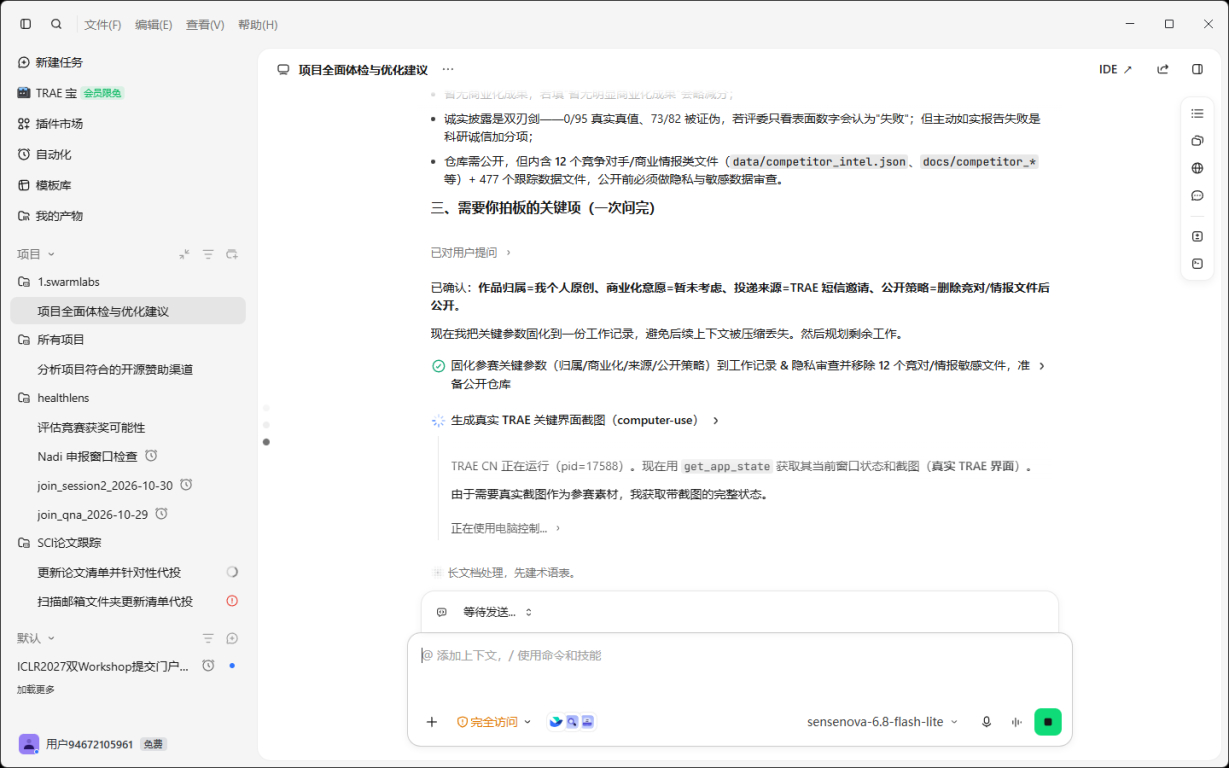 文件(F) 编辑(E) 查看(V) 帮助(H)
新建任务
TRAE 宝 会员限免
插件市场
自动化
模板库
我的产物
项目
1.swarmlabs
项目全面体检与优化建议
所有项目
分析项目符合的开源赞助渠道
healthlens
评估竞赛获奖可能性
Nadi 申报窗口检查
join_session2_2026-10-30
join_qna_2026-10-29
SCI论文跟踪
更新论文清单并针对性代投
扫描邮箱文件夹更新清单代投
默认
ICLR2027双Workshop提交门户...
加载更多
用户94672105961 免费
项目全面体检与优化建议 ...
IDE
诚实披露是双刃剑——0/95 真实真值、73/82 被证伪，若评委只看表面数字会认为"失败"；但主动如实报告失败是
科研诚信加分项；
仓库需公开，但内含 12 个竞争对手/商业情报类文件（data/competitor_intel.json、docs/competitor_*
等）+ 477 个跟踪数据文件，公开前必须做隐私与敏感数据审查。
三、需要你拍板的关键项（一次问完）
已对用户提问
已确认：作品归属=我个人原创、商业化意愿=暂未考虑、投递来源=TRAE 短信邀请、公开策略=删除竞对/情报文件后
公开。
现在我把关键参数固化到一份工作记录，避免后续上下文被压缩丢失。然后规划剩余工作。
固化参赛关键参数（归属/商业化/来源/公开策略）到工作记录 & 隐私审查并移除 12 个竞对/情报敏感文件，准
备公开仓库
生成真实 TRAE 关键界面截图（computer-use）
TRAE CN 正在运行（pid=17588）。现在用 get_app_state 获取其当前窗口状态和截图（真实 TRAE 界面）。
由于需要真实截图作为参赛素材，我获取带截图的完整状态。
正在使用电脑控制...
长文档处理，先建术语表。
等待发送...
@ 添加上下文，/ 使用命令和技能
完全访问
sensenova-6.8-flash-lite